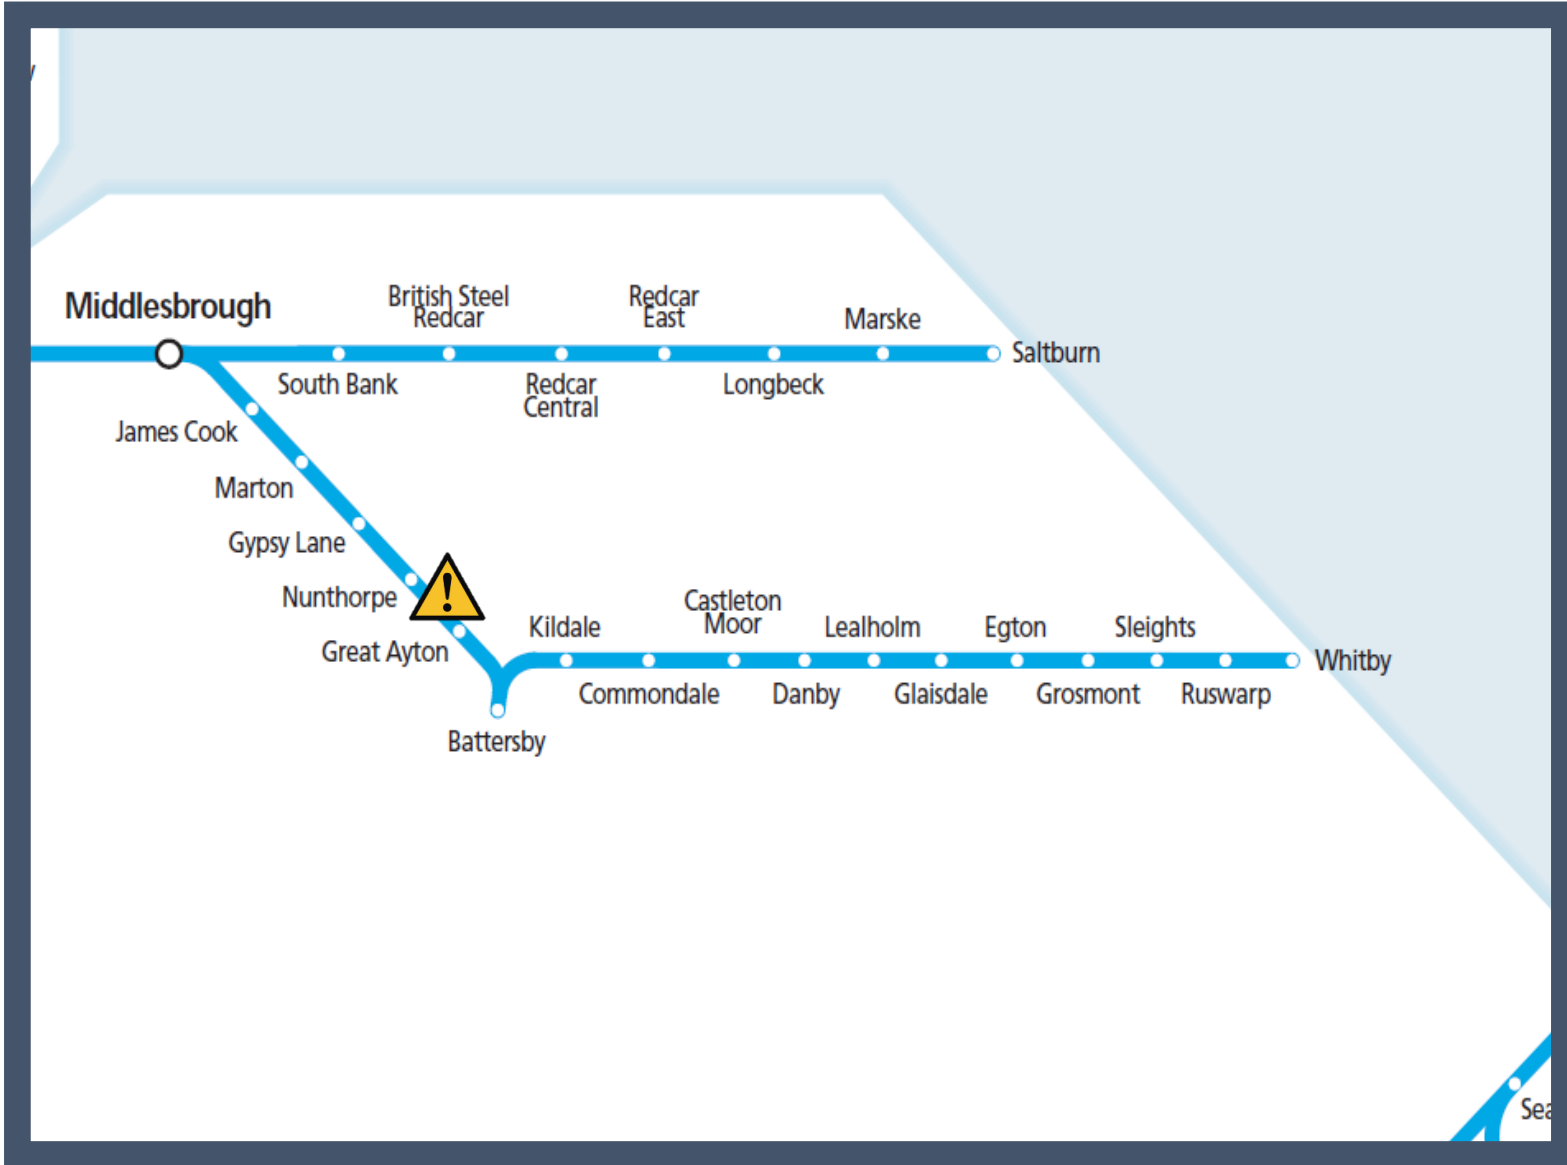 British Steel
Redcar
Redcar
East
Middlesbrough
Marske
Saltburn
South Bank
Redcar
Central
Longbeck
James Cook
Marton
Gypsy Lane
Nunthorpe
!
Great Ayton
Kildale
Castleton
Moor
Lealholm
Egton
Sleights
Whitby
Commondale
Danby
Glaisdale
Grosmont
Ruswarp
Battersby
Sea